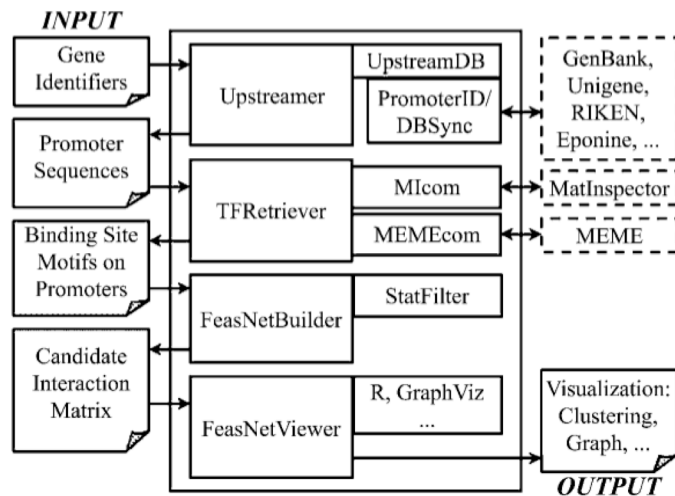 INPUT
Gene
Identifiers
Promoter
Sequences
Binding Site
Motifs on
Promoters
Candidate
Interaction
Matrix
Upstreamer
UpstreamDB
PromoterID/
DBSync
TFRetriever
MIcom
MEMEcom
FeasNetBuilder
StatFilter
FeasNetViewer
R, GraphViz
...
GenBank,
Unigene,
RIKEN,
Eponine, ...
MatInspector
MEME
Visualization:
Clustering,
Graph, ...
OUTPUT